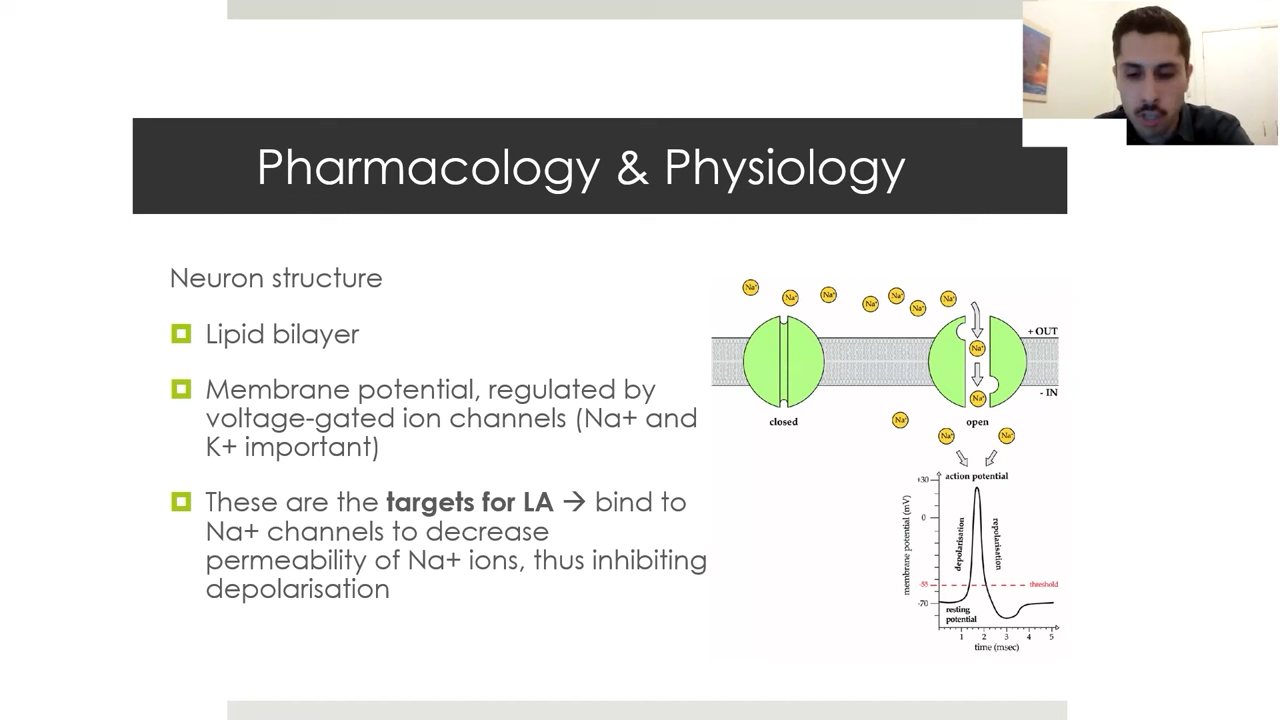 Pharmacology & Physiology
Neuron structure
Lipid bilayer
Membrane potential, regulated by
voltage-gated ion channels (Na+ and
K+ important)
These are the targets for LA → bind to
Na+ channels to decrease
permeability of Na+ ions, thus inhibiting
depolarisation
Na+ Na+ Na+ Na+ Na+ Na+ Na+
+ OUT
Na+
Na+
- IN
closed
open
Na+ Na+ Na+
action potential
+30
0
-55
-70
membrane potential (mV)
depolarisation
repolarisation
threshold
resting
potential
1 2 3 4 5
time (msec)